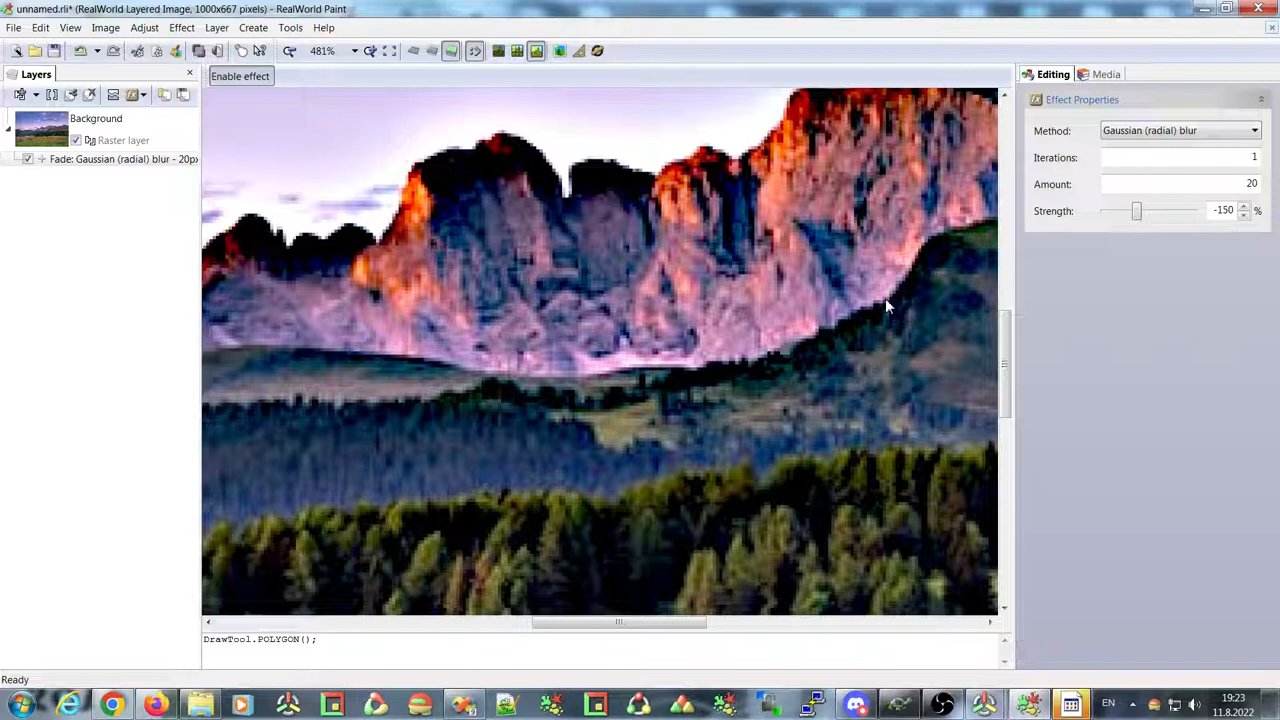 unnamed.rli* (RealWorld Layered Image, 1000x667 pixels) - RealWorld Paint
File Edit View Image Adjust Effect Layer Create Tools Help
481%
Layers
Enable effect
Editing
Media
Background
Raster layer
Fade: Gaussian (radial) blur - 20px
Effect Properties
Method: Gaussian (radial) blur
Iterations: 1
Amount: 20
Strength: -150 %
DrawTool.POLYGON();
Ready
EN
19:23
11.8.2022